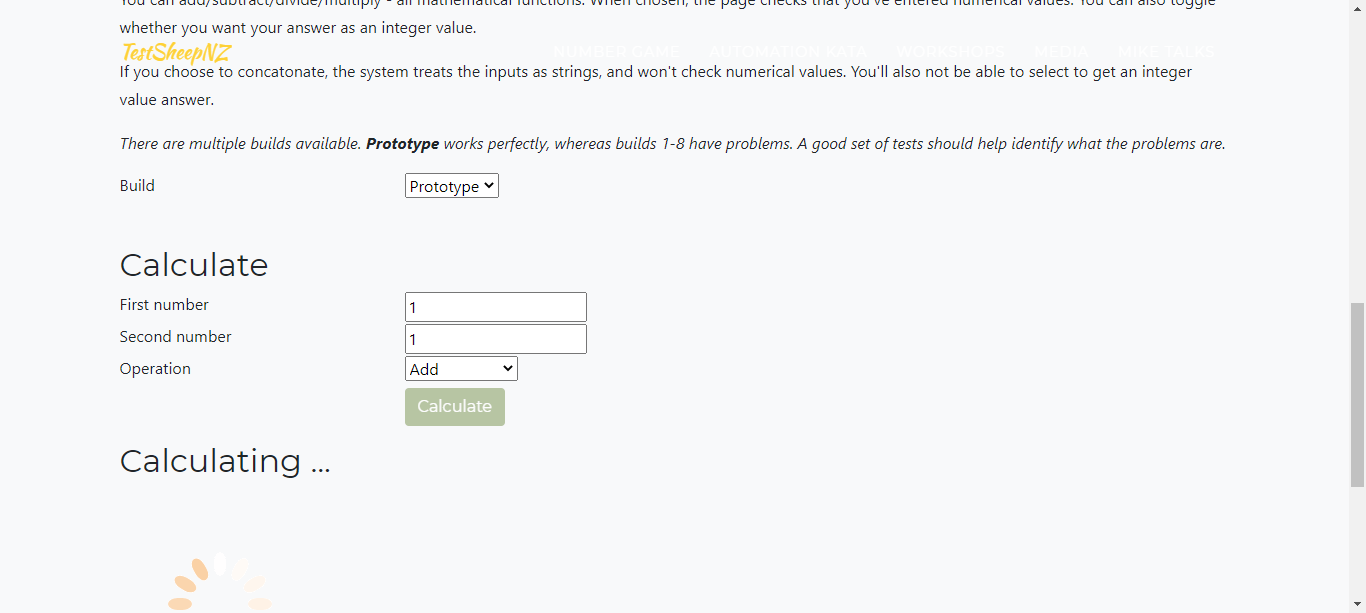 You can add/subtract/divide/multiply - all mathematical functions. When chosen, the page checks that you've entered numerical values. You can also toggle
whether you want your answer as an integer value.
TestSheepNZ
NUMBER GAME AUTOMATION KATA WORKSHOPS MEDIA MIKE TALKS
If you choose to concatonate, the system treats the inputs as strings, and won't check numerical values. You'll also not be able to select to get an integer
value answer.
There are multiple builds available. Prototype works perfectly, whereas builds 1-8 have problems. A good set of tests should help identify what the problems are.
Build Prototype
Calculate
First number 1
Second number 1
Operation Add
Calculate
Calculating ...